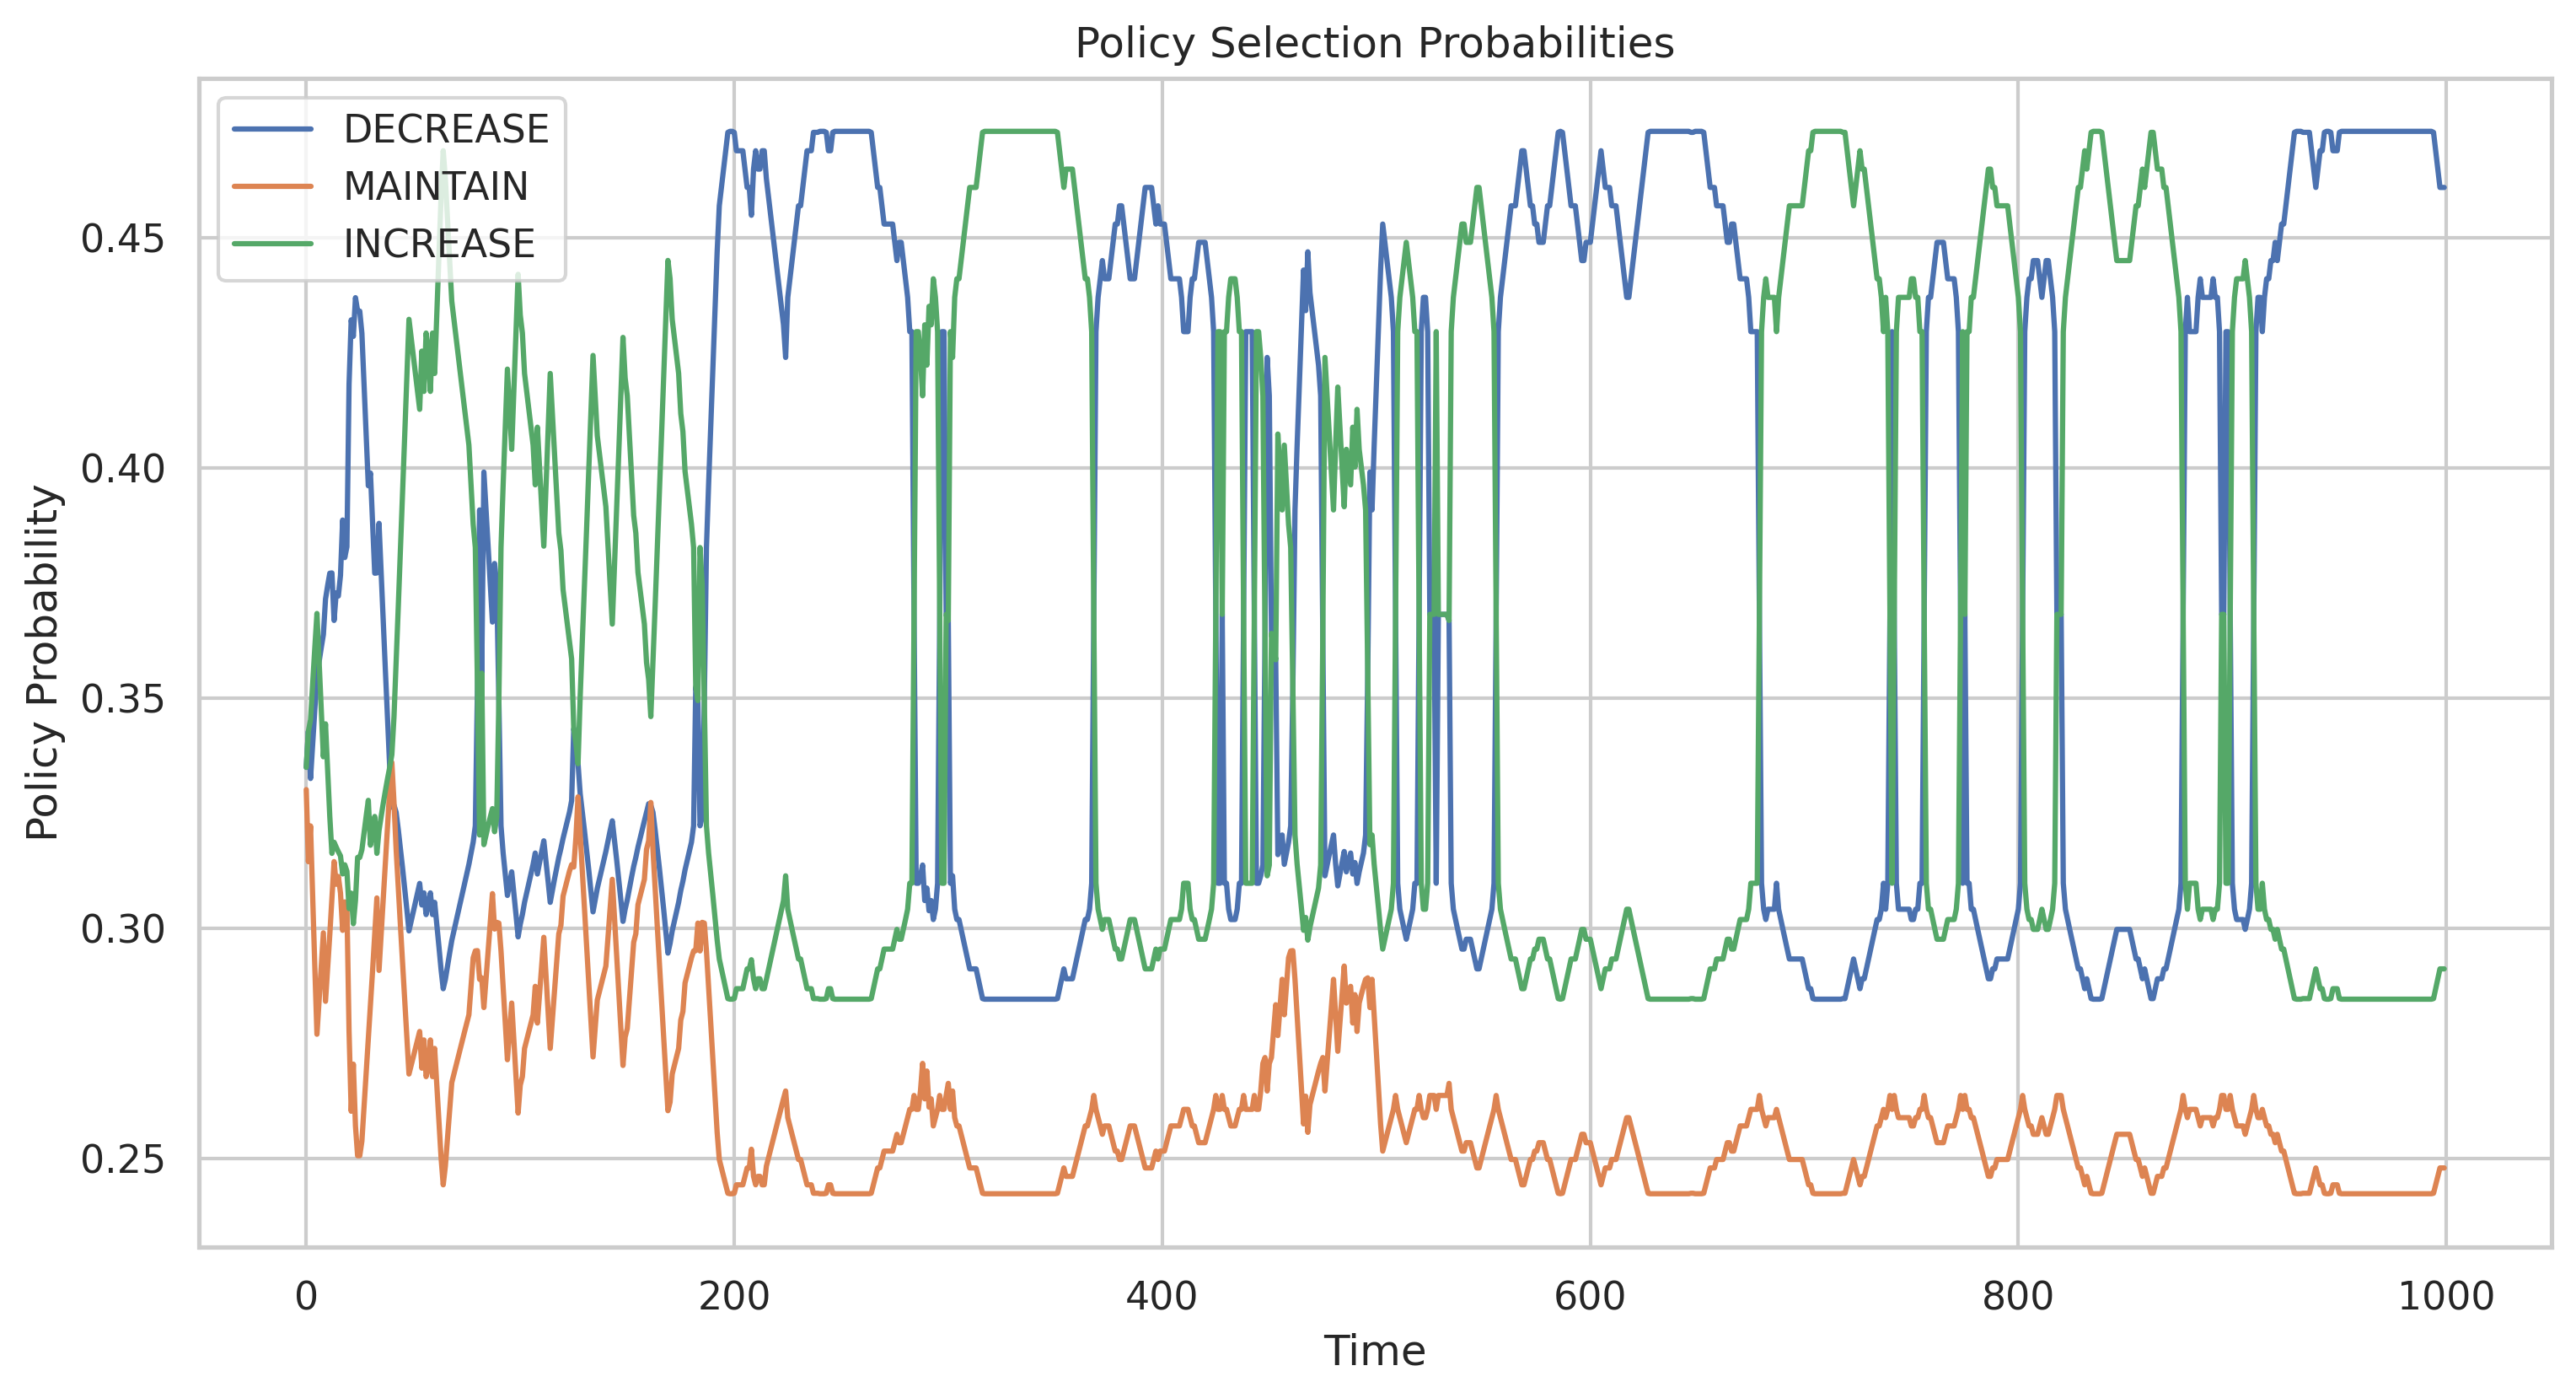 Policy Selection Probabilities
DECREASE
MAINTAIN
INCREASE
Policy Probability
0.45
0.40
0.35
0.30
0.25
0 200 400 600 800 1000
Time